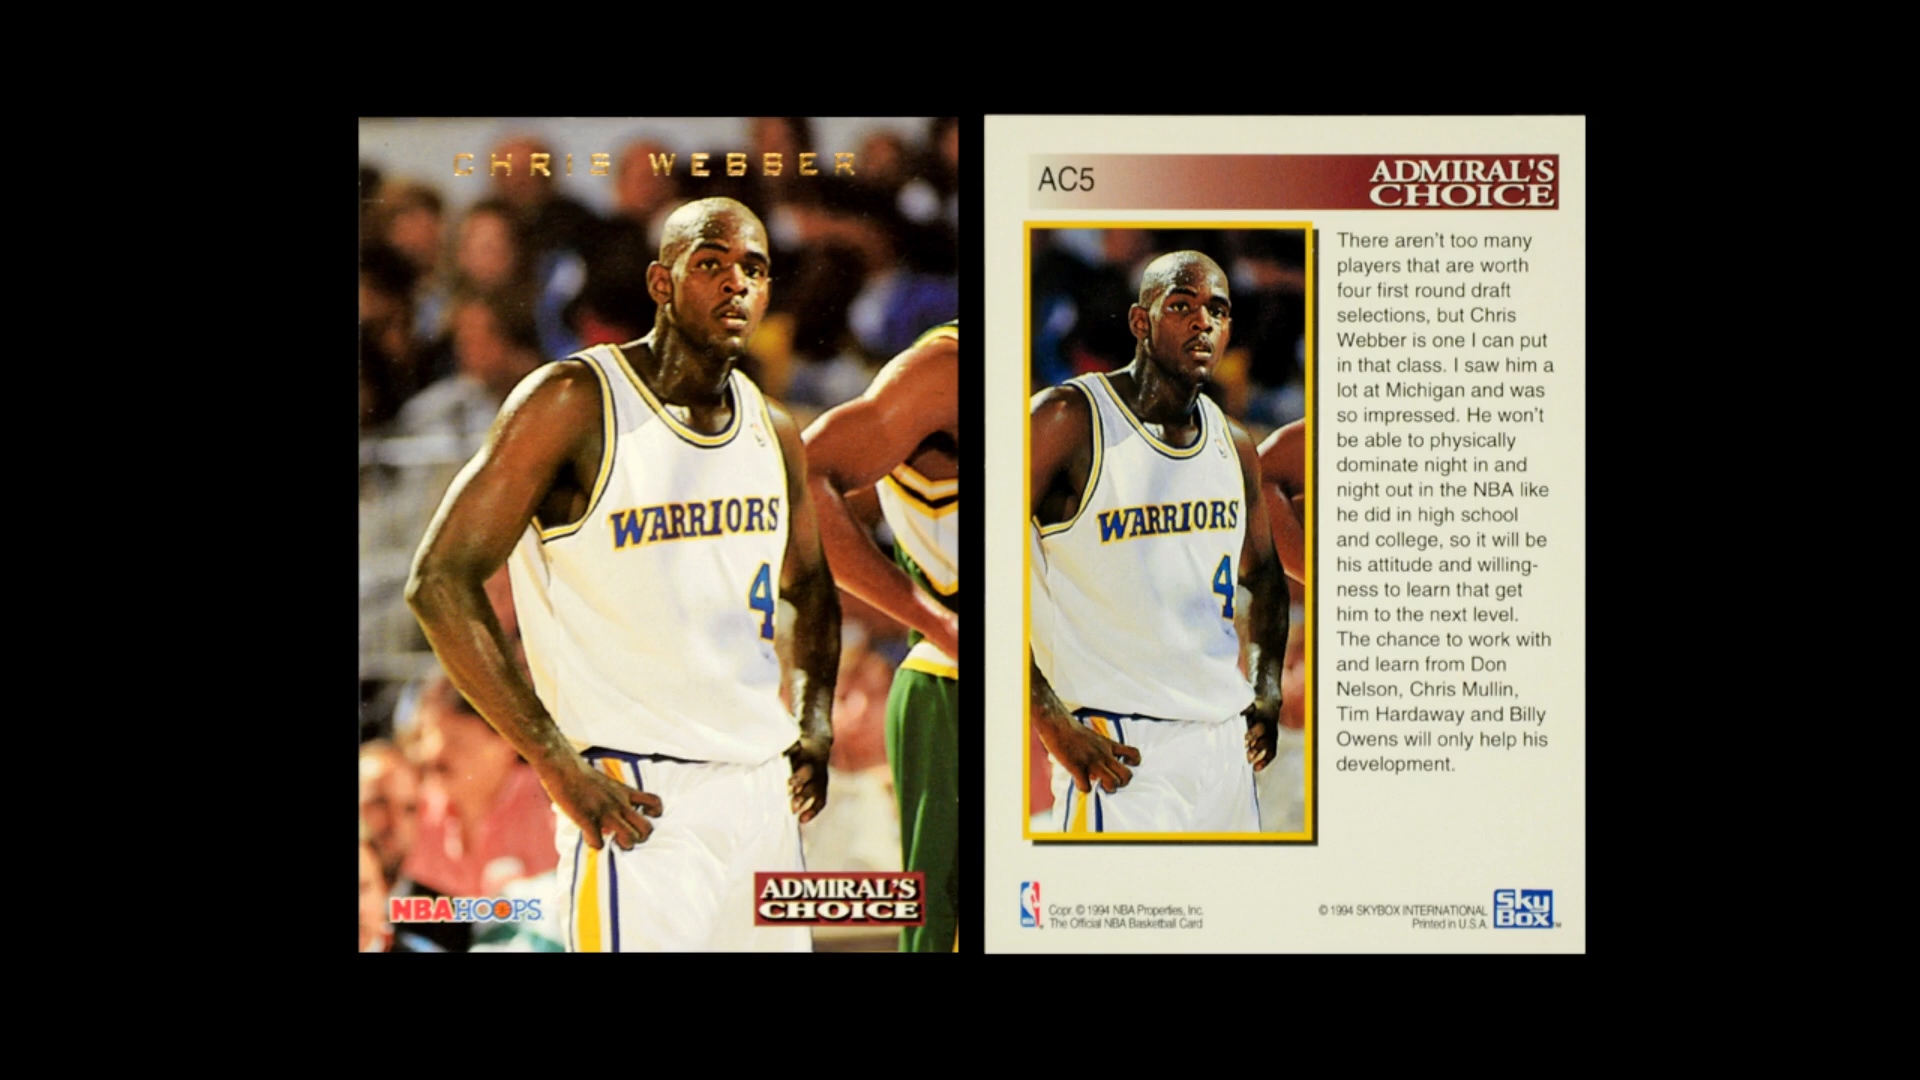 CHRIS WEBBER
WARRIORS
4
NBA HOOPS
ADMIRAL'S
CHOICE
AC5
ADMIRAL'S
CHOICE
WARRIORS
4
There aren't too many
players that are worth
four first round draft
selections, but Chris
Webber is one I can put
in that class. I saw him a
lot at Michigan and was
so impressed. He won't
be able to physically
dominate night in and
night out in the NBA like
he did in high school
and college, so it will be
his attitude and willing-
ness to learn that get
him to the next level.
The chance to work with
and learn from Don
Nelson, Chris Mullin,
Tim Hardaway and Billy
Owens will only help his
development.
Copr. © 1994 NBA Properties, Inc.
The Official NBA Basketball Card
© 1994 SKYBOX INTERNATIONAL
Printed in U.S.A.
SkyBox